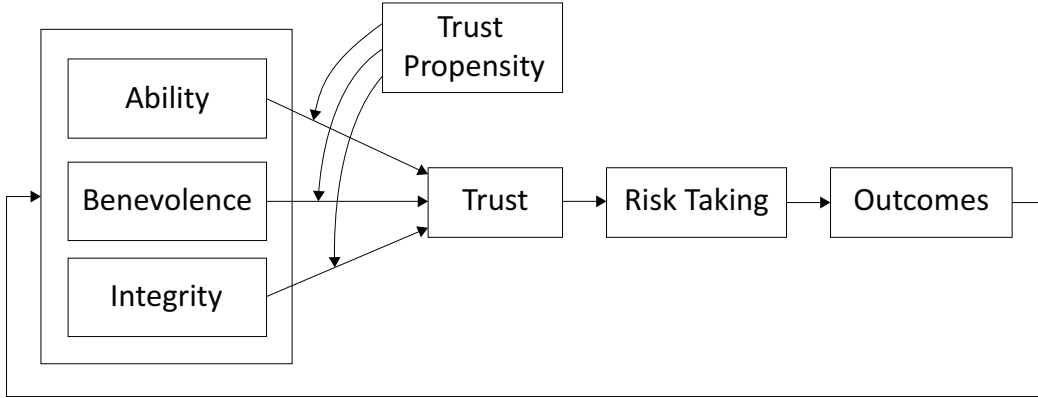 Trust
Propensity
Ability
Benevolence
Integrity
Trust
Risk Taking
Outcomes